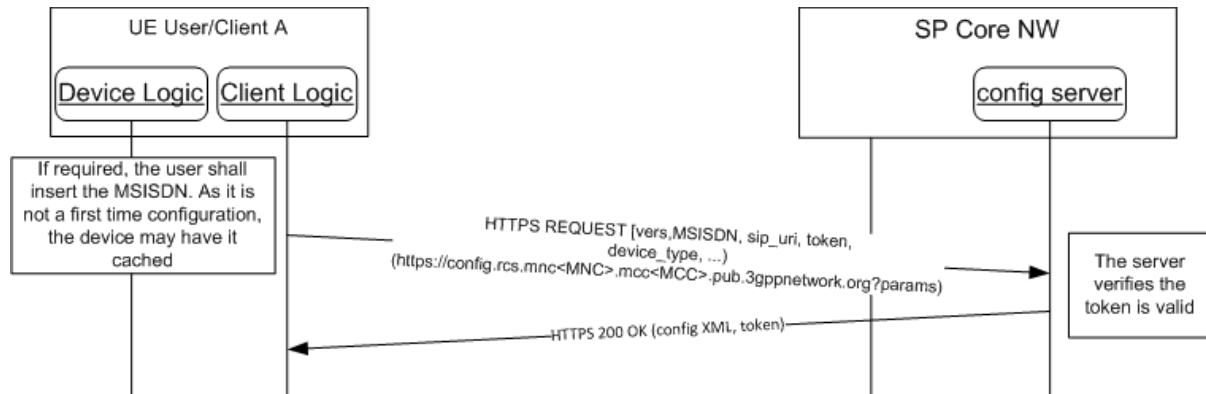 UE User/Client A
SP Core NW
Device Logic
Client Logic
config server
If required, the user shall
insert the MSISDN. As it is
not a first time configuration,
the device may have it
cached
HTTPS REQUEST [vers,MSISDN, sip_uri, token,
device_type, ...)
(https://config.rcs.mnc<MNC>.mcc<MCC>.pub.3gppnetwork.org?params)
The server
verifies the
token is valid
HTTPS 200 OK (config XML, token)